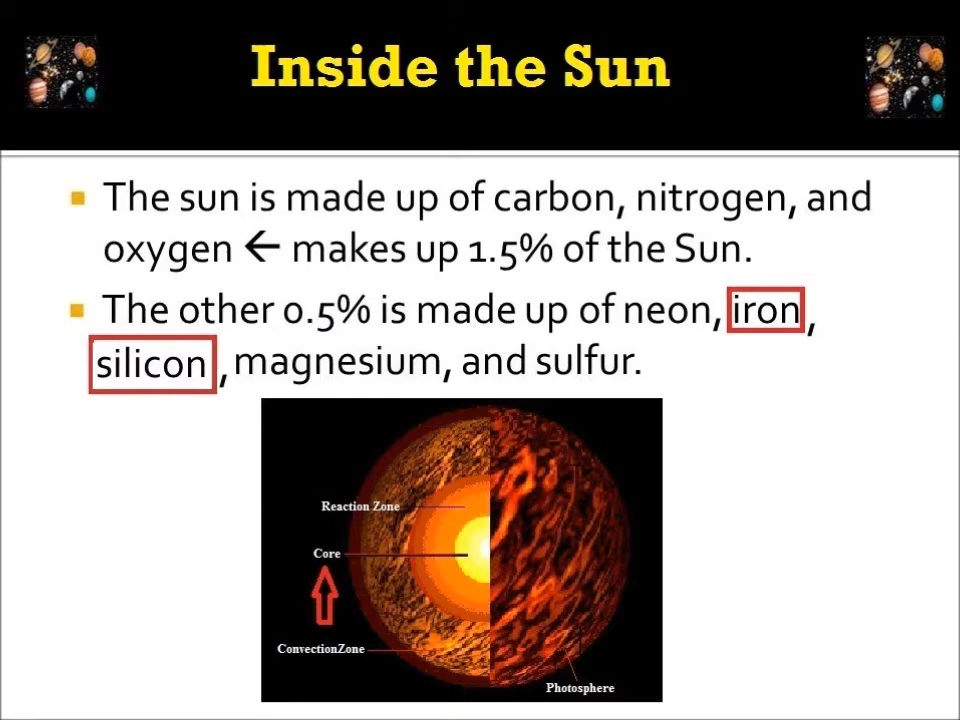 Inside the Sun
The sun is made up of carbon, nitrogen, and
oxygen ← makes up 1.5% of the Sun.
The other 0.5% is made up of neon, iron,
silicon, magnesium, and sulfur.
Reaction Zone
Core
ConvectionZone
Photosphere